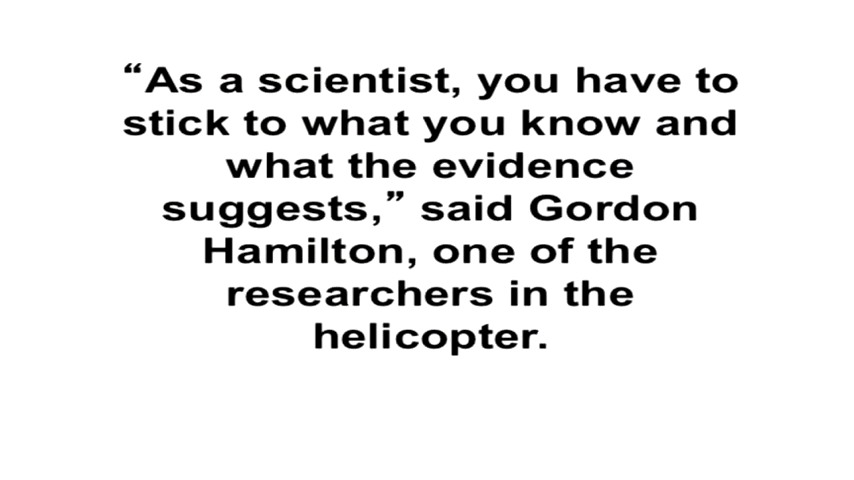 “As a scientist, you have to
stick to what you know and
what the evidence
suggests,” said Gordon
Hamilton, one of the
researchers in the
helicopter.